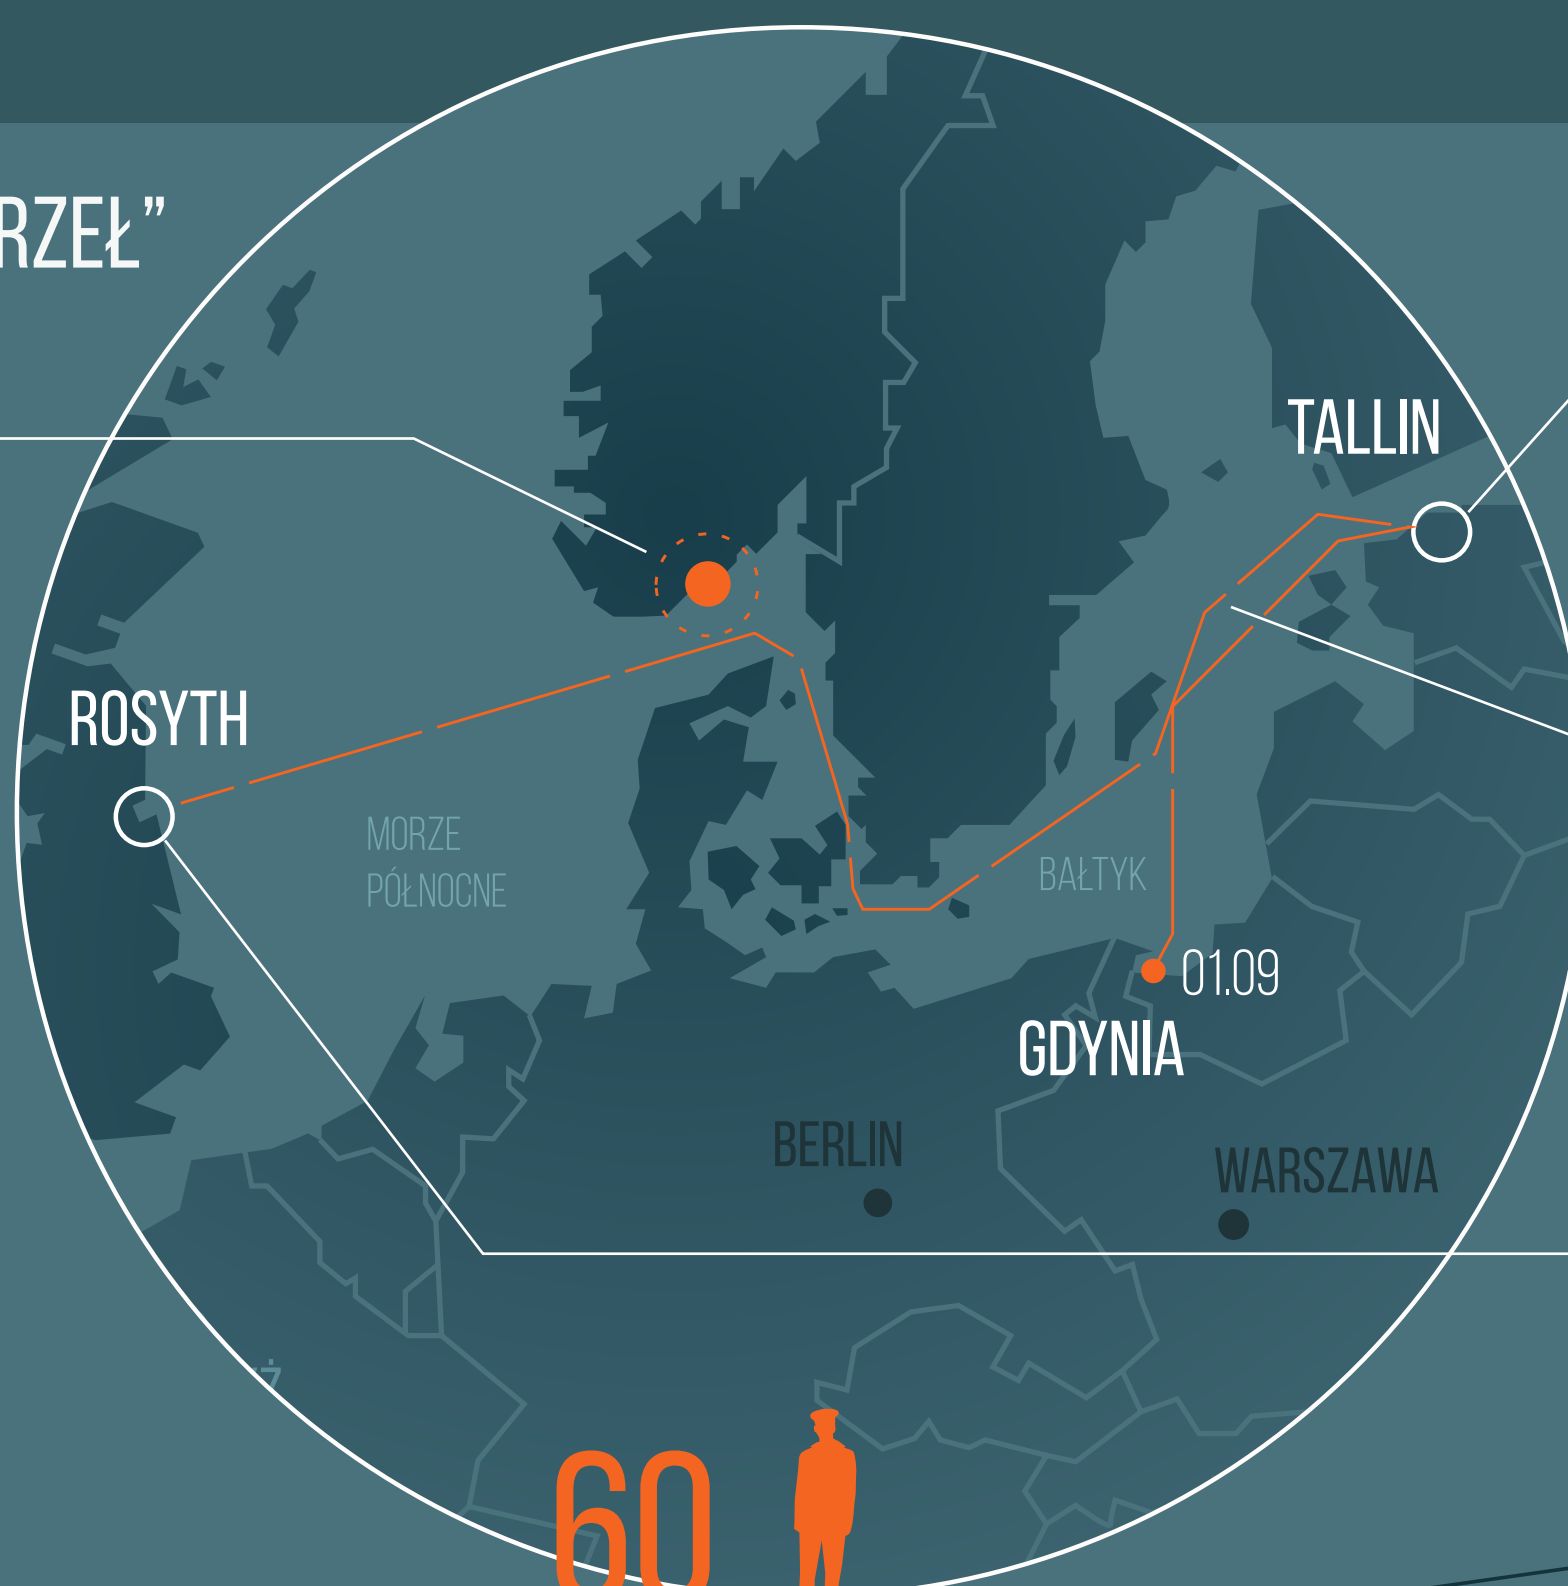 RZEŁ”
TALLIN
ROSYTH
MORZE
PÓŁNOCNE
BAŁTYK
01.09
GDYNIA
BERLIN
WARSZAWA
Ż
60